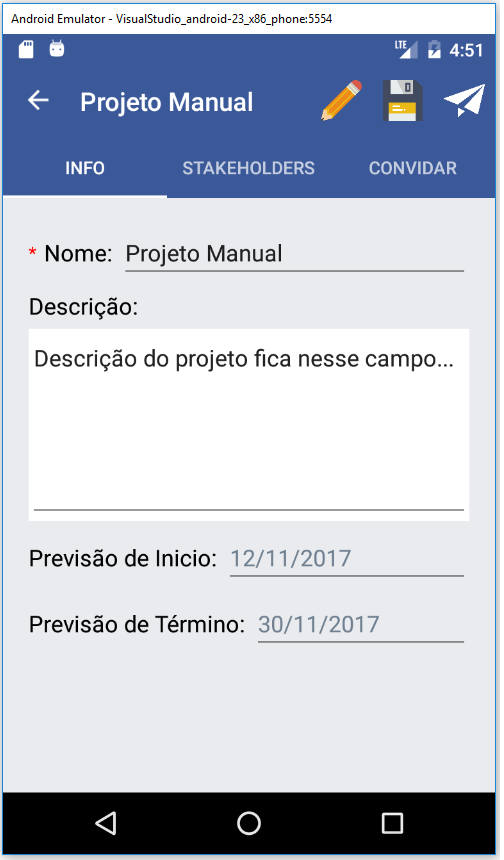 Android Emulator - VisualStudio_android-23_x86_phone:5554
LTE 4:51
Projeto Manual
INFO STAKEHOLDERS CONVIDAR
* Nome: Projeto Manual
Descrição:
Descrição do projeto fica nesse campo...
Previsão de Inicio: 12/11/2017
Previsão de Término: 30/11/2017